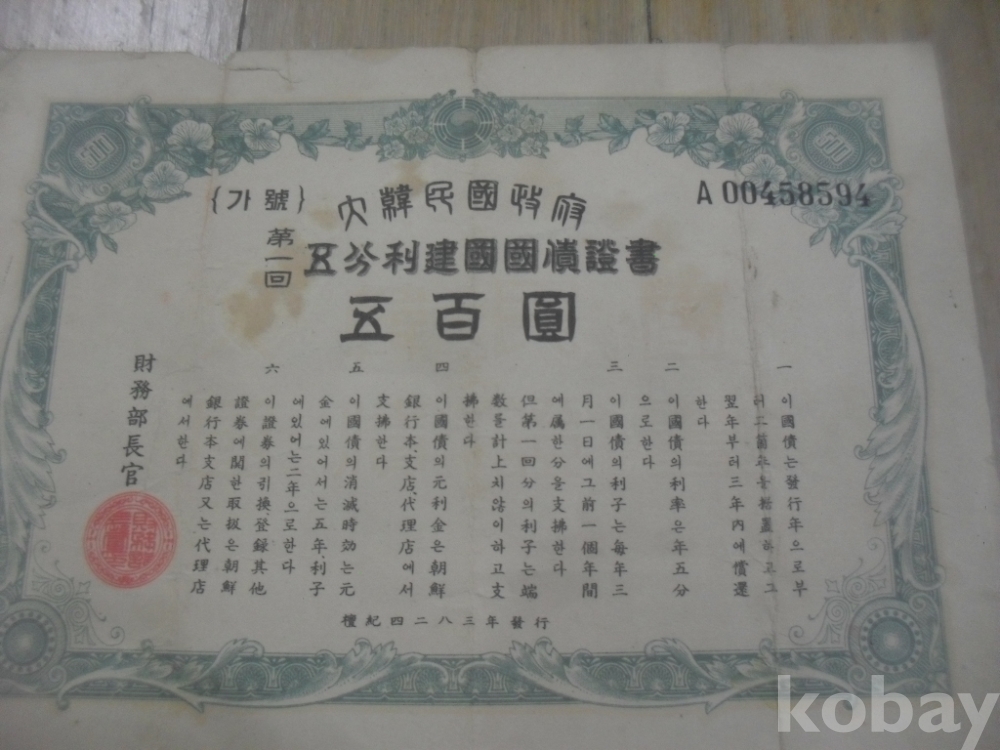 {가號}
大韓民國政府
A 00458594
第一回
五分利建國國債證書
五百圓
一
이國債는發行年으로부
터그前年을据置하고그
翌年부터三年內에償還
한다
二
이國債의利率은年五分
으로한다
三
이國債의利子는每年三
月一日에그前一個年間
에属한分을支拂한다
但第一回分의利子는端
數를計上치않이하고支
拂한다
四
이國債의元利金은朝鮮
銀行本、支店、代理店에서
支拂한다
五
이國債의消滅時効는元
金에있어서는五年、利子
에있어는二年으로한다
六
이證券의引換、登録其他
證券에関한取扱은朝鮮
銀行本支店又는代理店
에서한다
財務部長官
檀紀四二八三年發行
500
500
kobay